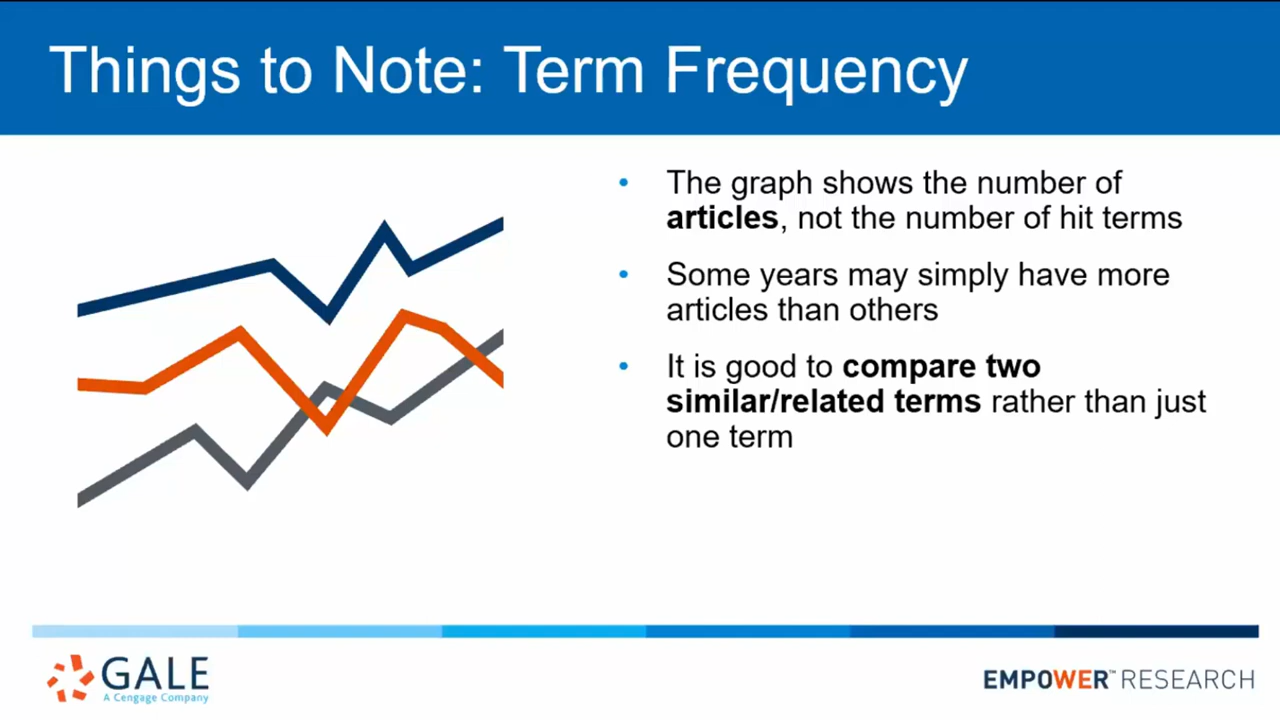 Things to Note: Term Frequency
• The graph shows the number of
articles, not the number of hit terms
• Some years may simply have more
articles than others
• It is good to compare two
similar/related terms rather than just
one term
GALE
A Cengage Company
EMPOWER™ RESEARCH